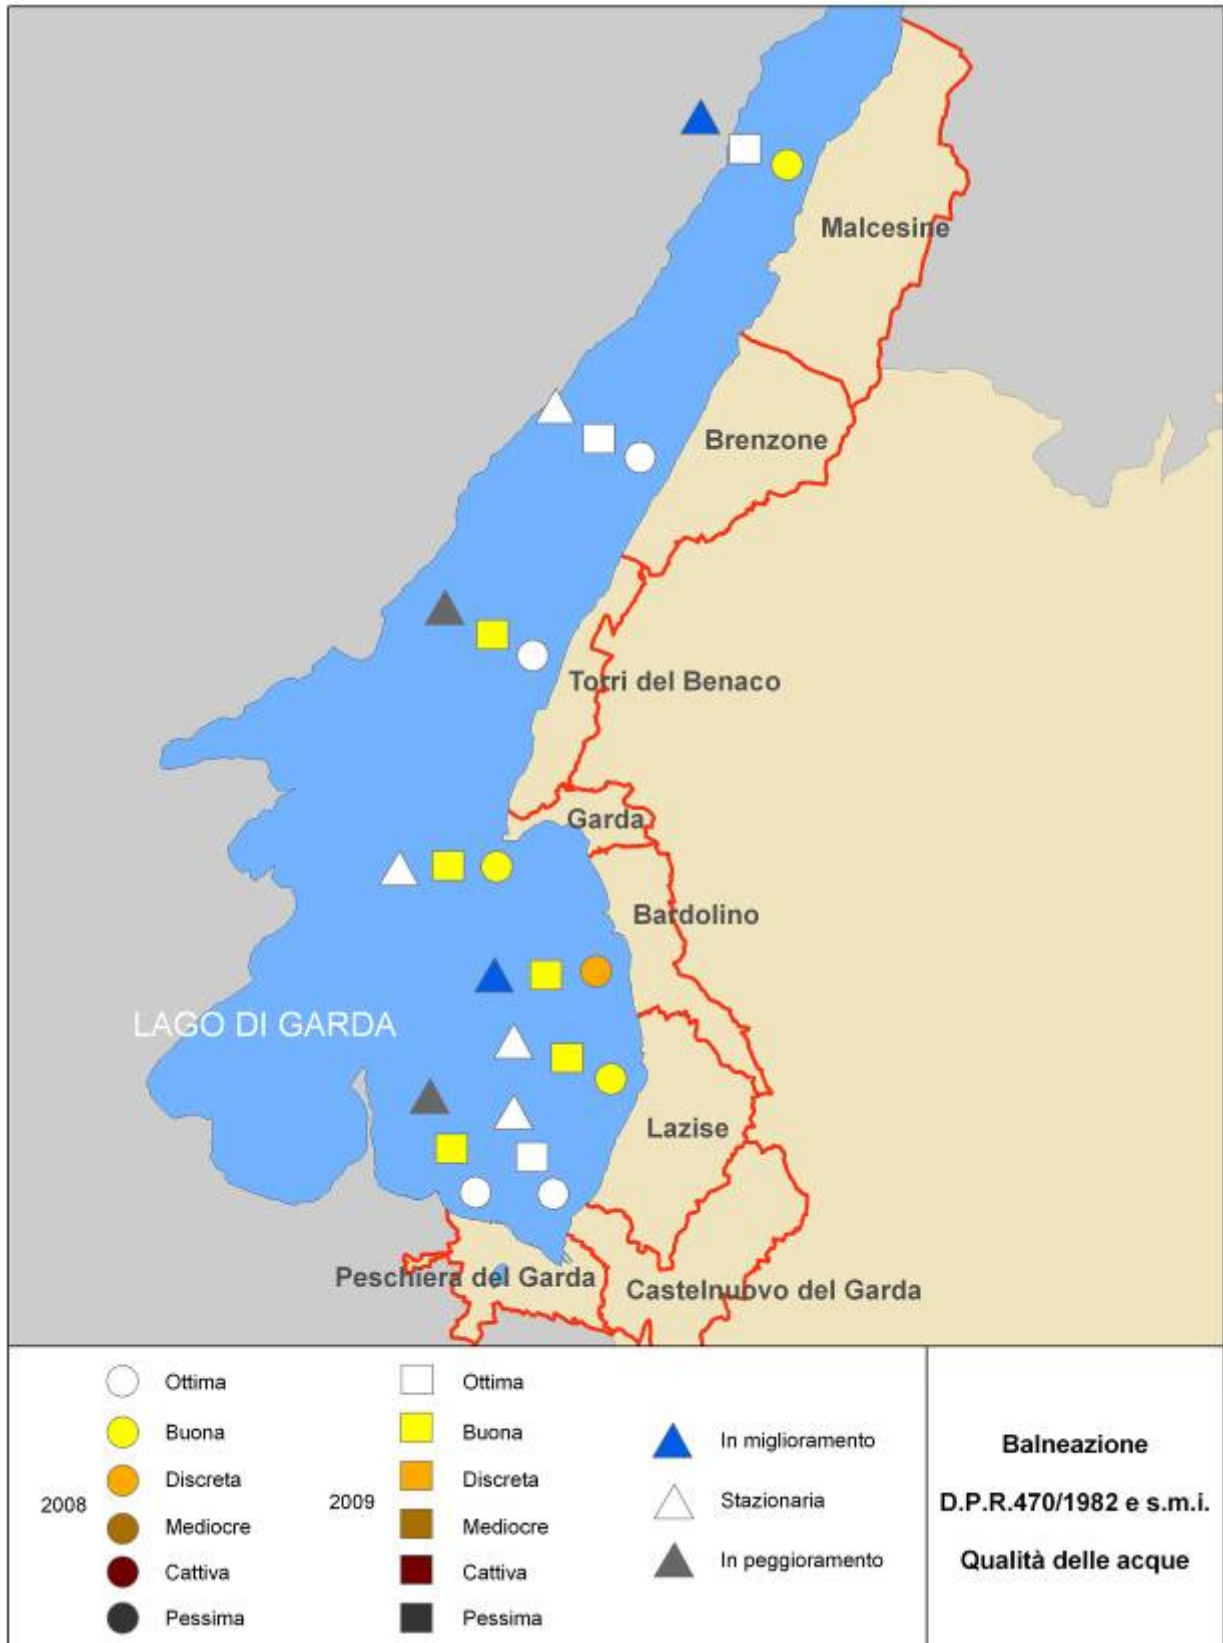 Malcesine
Brenzone
Torri del Benaco
Garda
Bardolino
LAGO DI GARDA
Lazise
Peschiera del Garda
Castelnuovo del Garda
2008
Ottima
Buona
Discreta
Mediocre
Cattiva
Pessima
2009
Ottima
Buona
Discreta
Mediocre
Cattiva
Pessima
In miglioramento
Stazionaria
In peggioramento
Balneazione
D.P.R.470/1982 e s.m.i.
Qualità delle acque